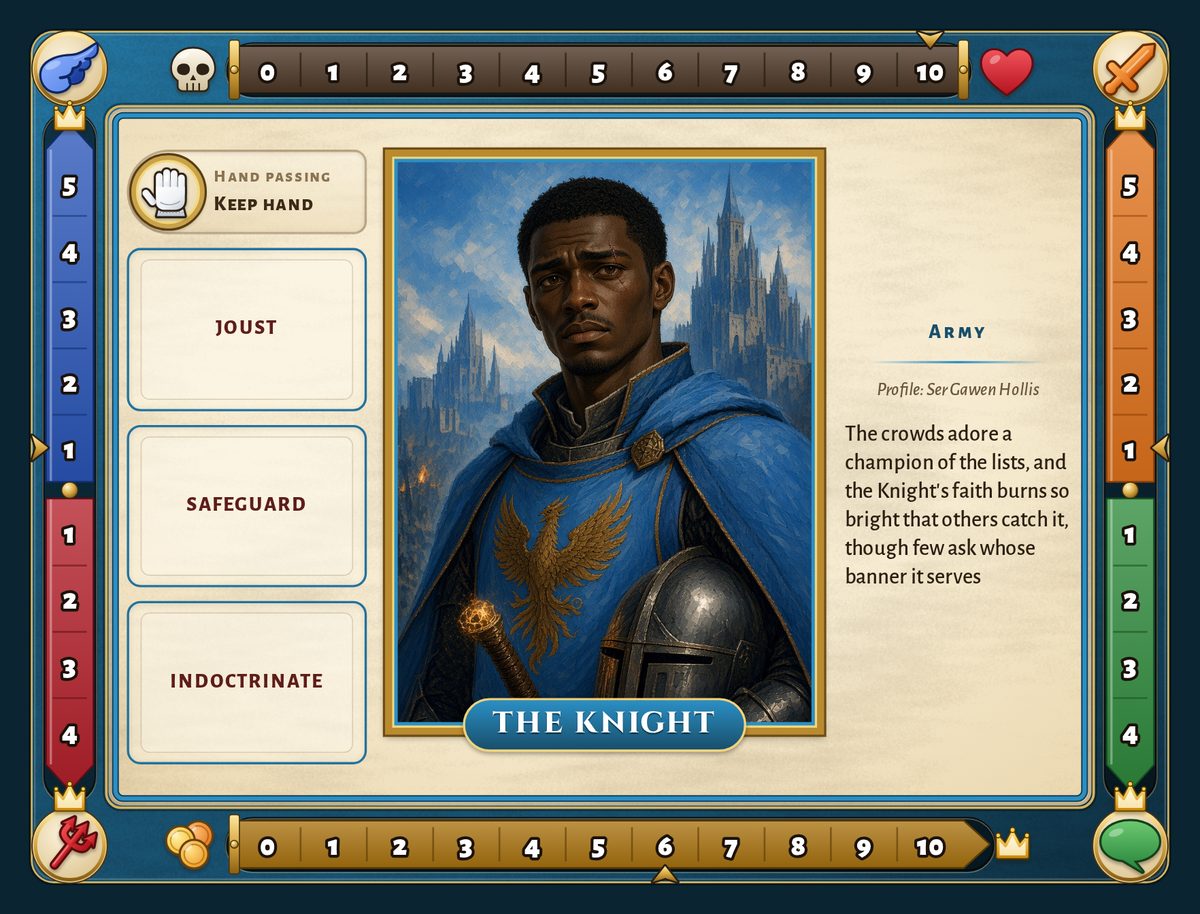 0 1 2 3 4 5 6 7 8 9 10
5
4
3
2
1
1
2
3
4
HAND PASSING
KEEP HAND
JOUST
SAFEGUARD
INDOCTRINATE
THE KNIGHT
ARMY
Profile: Ser Gawen Hollis
The crowds adore a
champion of the lists, and
the Knight's faith burns so
bright that others catch it,
though few ask whose
banner it serves
5
4
3
2
1
1
2
3
4
0 1 2 3 4 5 6 7 8 9 10